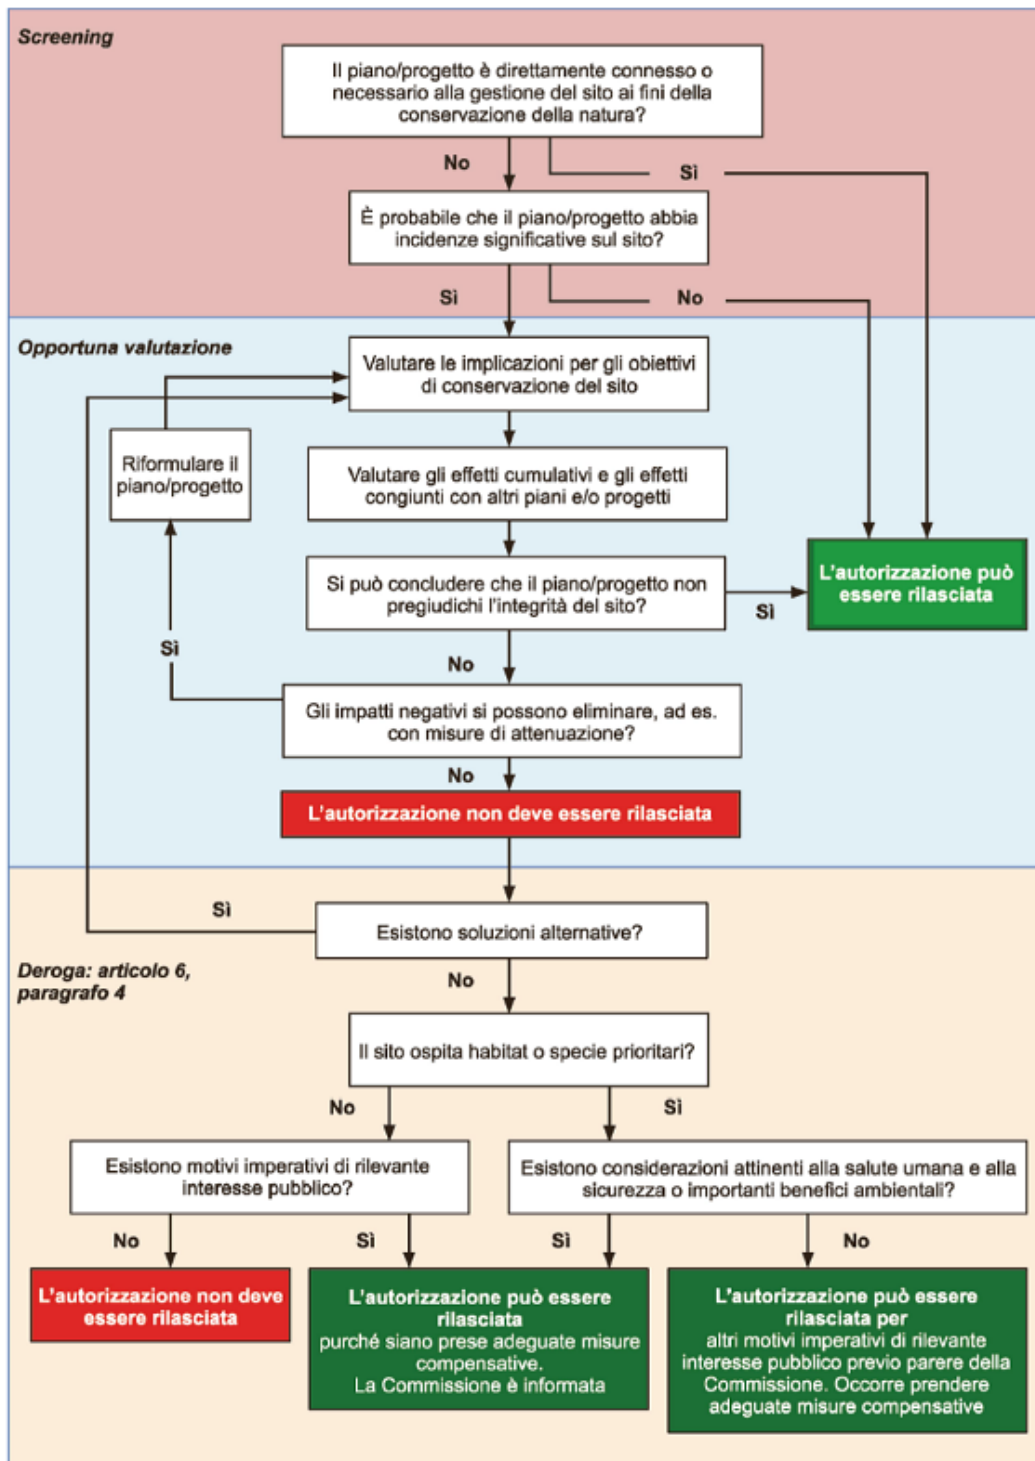 Screening
Il piano/progetto è direttamente connesso o
necessario alla gestione del sito ai fini della
conservazione della natura?
No
Sì
È probabile che il piano/progetto abbia
incidenze significative sul sito?
Sì
No
Opportuna valutazione
Valutare le implicazioni per gli obiettivi
di conservazione del sito
Riformulare il
piano/progetto
Valutare gli effetti cumulativi e gli effetti
congiunti con altri piani e/o progetti
Si può concludere che il piano/progetto non
pregiudichi l'integrità del sito?
Sì
L'autorizzazione può
essere rilasciata
Sì
No
Gli impatti negativi si possono eliminare, ad es.
con misure di attenuazione?
No
L'autorizzazione non deve essere rilasciata
Sì
Esistono soluzioni alternative?
Deroga: articolo 6,
paragrafo 4
No
Il sito ospita habitat o specie prioritari?
No
Sì
Esistono motivi imperativi di rilevante
interesse pubblico?
Esistono considerazioni attinenti alla salute umana e alla
sicurezza o importanti benefici ambientali?
No
Sì
Sì
No
L'autorizzazione non deve
essere rilasciata
L'autorizzazione può essere
rilasciata
purché siano prese adeguate misure
compensative.
La Commissione è informata
L'autorizzazione può essere
rilasciata per
altri motivi imperativi di rilevante
interesse pubblico previo parere della
Commissione. Occorre prendere
adeguate misure compensative